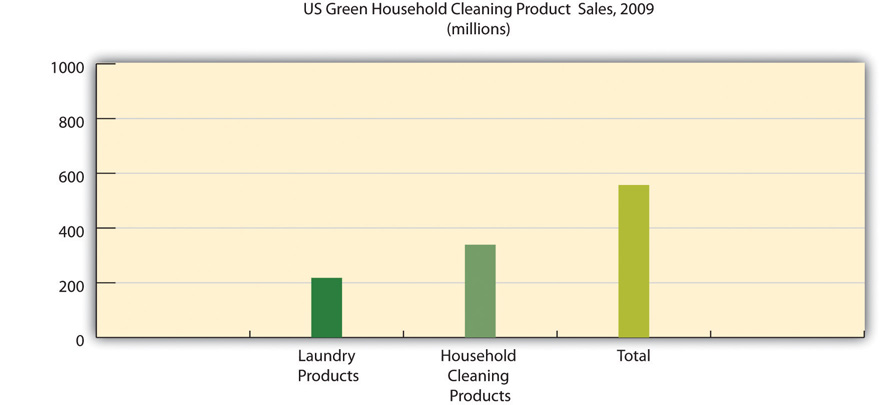 US Green Household Cleaning Product Sales, 2009
(millions)
1000
800
600
400
200
0
Laundry
Products
Household
Cleaning
Products
Total